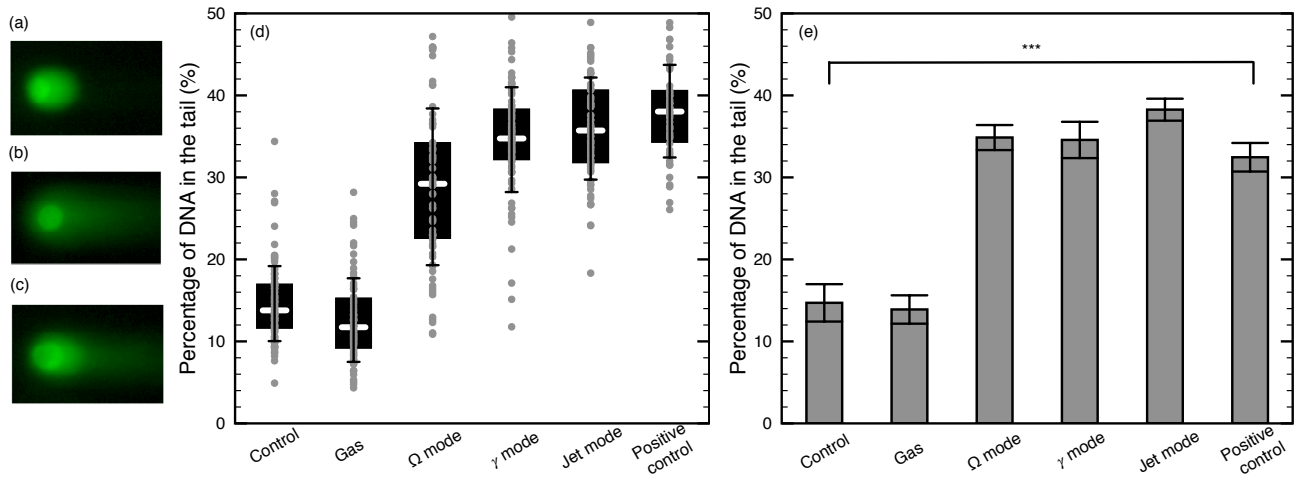 (a)
(b)
(c)
(d)
Percentage of DNA in the tail (%)
50
40
30
20
10
0
Control
Gas
Ω mode
γ mode
Jet mode
Positive
control
(e)
***
Percentage of DNA in the tail (%)
50
40
30
20
10
0
Control
Gas
Ω mode
γ mode
Jet mode
Positive
control